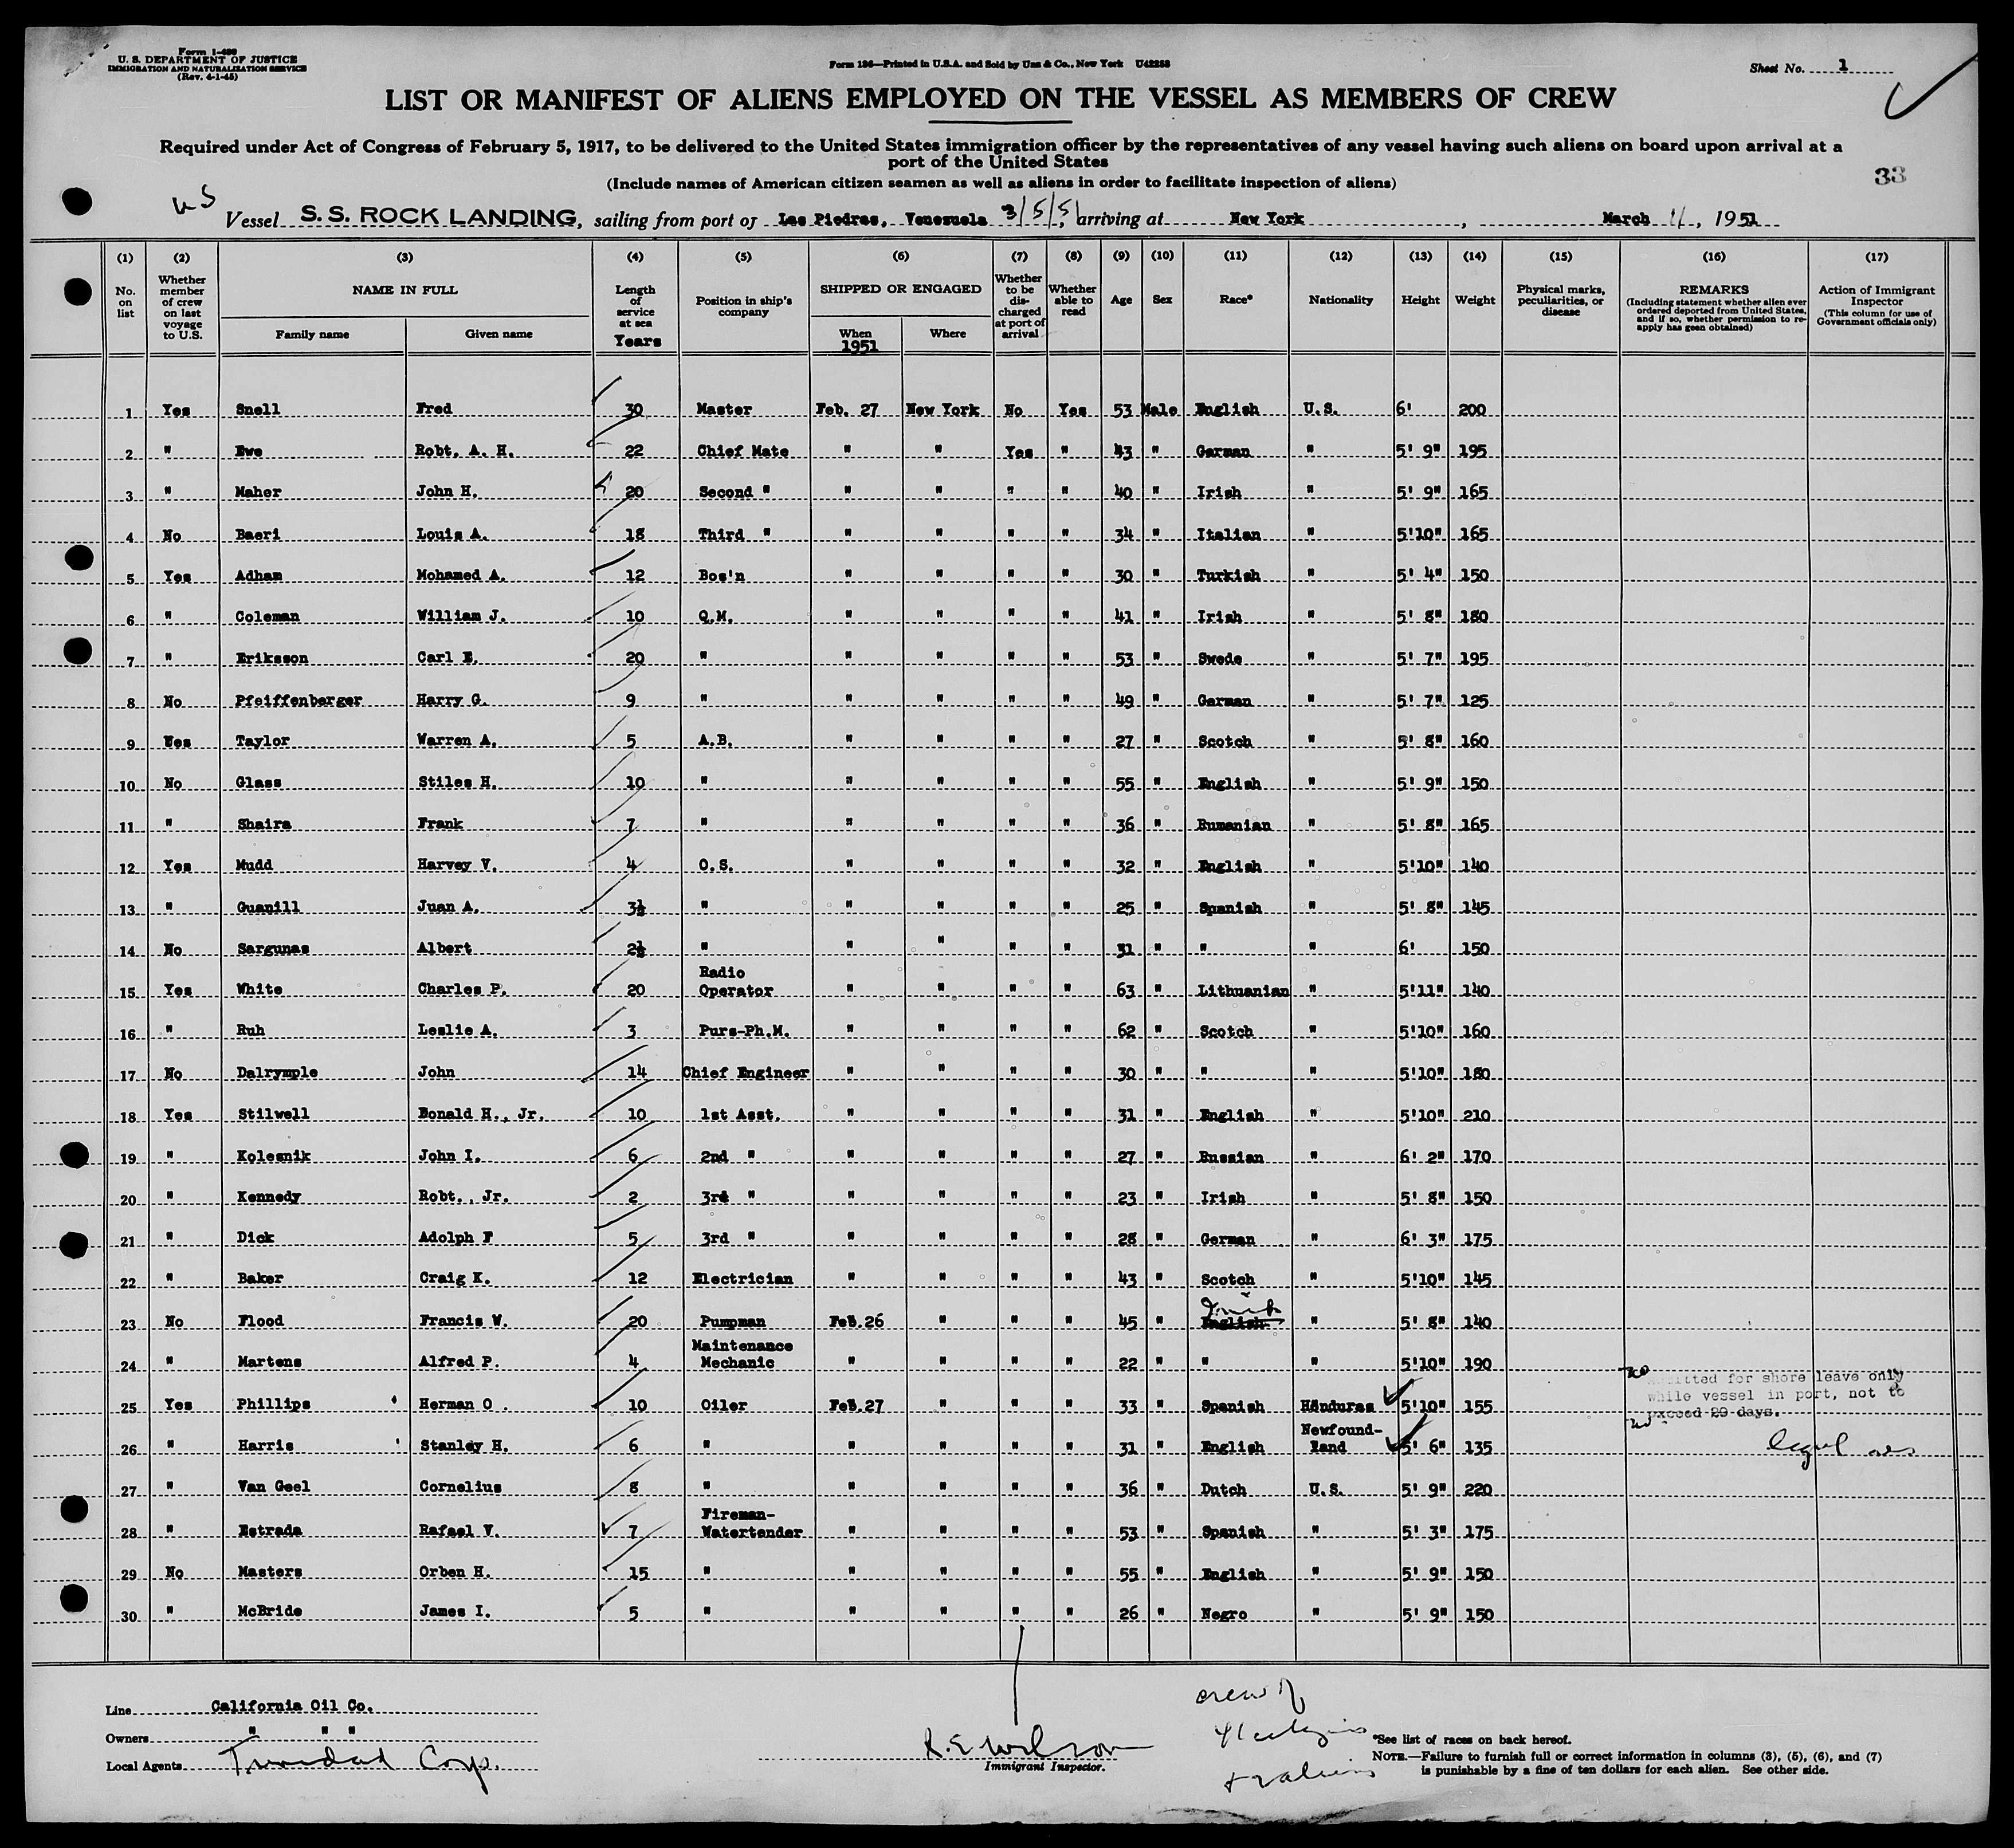 Form I-489
U. S. DEPARTMENT OF JUSTICE
IMMIGRATION AND NATURALIZATION SERVICE
(Rev. 4-1-45)
Form 186—Printed in U.S.A. and Sold by Unz & Co., New York U42258
Sheet No. 1
LIST OR MANIFEST OF ALIENS EMPLOYED ON THE VESSEL AS MEMBERS OF CREW
Required under Act of Congress of February 5, 1917, to be delivered to the United States immigration officer by the representatives of any vessel having such aliens on board upon arrival at a
port of the United States
(Include names of American citizen seamen as well as aliens in order to facilitate inspection of aliens)
33
US
Vessel S. S. ROCK LANDING, sailing from port of Las Piedras, Venezuela 3/5/51, arriving at New York, March 11, 1951
(1) (2) (3) (4) (5) (6) (7) (8) (9) (10) (11) (12) (13) (14) (15) (16) (17)
No. on list
Whether member of crew on last voyage to U.S.
NAME IN FULL
Family name
Given name
Length of service at sea
Years
Position in ship's company
SHIPPED OR ENGAGED
When
1951
Where
Whether to be discharged at port of arrival
Whether able to read
Age
Sex
Race*
Nationality
Height
Weight
Physical marks, peculiarities, or disease
REMARKS
(Including statement whether alien ever ordered deported from United States, and if so, whether permission to re-apply has geen obtained)
Action of Immigrant Inspector
(This column for use of Government officials only)
1 Yes Snell Fred 30 Master Feb. 27 New York No Yes 53 Male English U.S. 6' 200
2 " Ewe Robt. A. H. 22 Chief Mate " " Yes " 43 " German " 5' 9" 195
3 " Maher John H. 20 Second " " " " " 40 " Irish " 5' 9" 165
4 No Baeri Louis A. 18 Third " " " " " 34 " Italian " 5'10" 165
5 Yes Adham Mohamed A. 12 Bos'n " " " " 30 " Turkish " 5' 4" 150
6 " Coleman William J. 10 Q.M. " " " " 41 " Irish " 5' 8" 180
7 " Eriksson Carl E. 20 " " " " " 53 " Swede " 5' 7" 195
8 No Pfeiffenberger Harry G. 9 " " " " " 49 " German " 5' 7" 125
9 Ues Taylor Warren A. 5 A.B. " " " " 27 " Scotch " 5' 8" 160
10 No Glass Stiles H. 10 " " " " " 55 " English " 5' 9" 150
11 " Shaira Frank 7 " " " " " 36 " Rumanian " 5' 8" 165
12 Yes Mudd Harvey V. 4 O.S. " " " " 32 " English " 5'10" 140
13 " Guanill Juan A. 3½ " " " " " 25 " Spanish " 5' 8" 145
14 No Sargunas Albert 2½ " " " " " 31 " " " 6' 150
15 Yes White Charles P. 20 Radio Operator " " " " 63 " Lithuanian " 5'11" 140
16 " Ruh Leslie A. 3 Purs-Ph.M. " " " " 62 " Scotch " 5'10" 160
17 No Dalrymple John 14 Chief Engineer " " " " 30 " " " 5'10" 180
18 Yes Stilwell Donald H., Jr. 10 1st Asst. " " " " 31 " English " 5'10" 210
19 " Kolesnik John I. 6 2nd " " " " " 27 " Russian " 6' 2" 170
20 " Kennedy Robt., Jr. 2 3rd " " " " " 23 " Irish " 5' 8" 150
21 " Dick Adolph F 5 3rd " " " " " 28 " German " 6' 3" 175
22 " Baker Craig K. 12 Electrician " " " " 43 " Scotch " 5'10" 145
23 No Flood Francis W. 20 Pumpman Feb.26 " " " 45 " English Irish " 5' 8" 140
24 " Martens Alfred P. 4 Maintenance Mechanic " " " " 22 " " " 5'10" 190
25 Yes Phillips Herman O. 10 Oiler Feb.27 " " " 33 " Spanish Honduras 5'10" 155
Admitted for shore leave only
while vessel in port, not to
exceed 29 days.
26 " Harris Stanley H. 6 " " " " " 31 " English Newfound-land 5' 6" 135 legal res
27 " Van Geel Cornelius 8 " " " " " 36 " Dutch U.S. 5' 9" 220
28 " Estrada Rafael V. 7 Fireman-Watertender " " " " 53 " Spanish " 5' 3" 175
29 No Masters Orben H. 15 " " " " " 55 " English " 5' 9" 150
30 " McBride James I. 5 " " " " " 26 " Negro " 5' 9" 150
Line California Oil Co.
Owners " " "
Local Agents Trinidad Corp.
R. E. Wilson
Immigrant Inspector.
crew of
*See list of races on back hereof.
NOTE.—Failure to furnish full or correct information in columns (3), (5), (6), and (7)
is punishable by a fine of ten dollars for each alien. See other side.